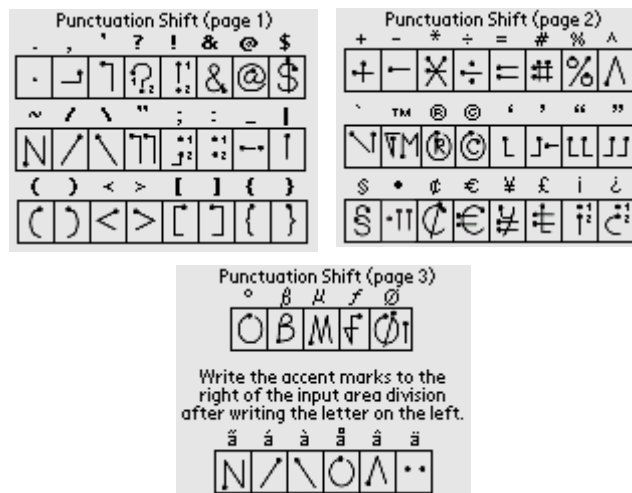 Punctuation Shift (page 1)
. , ' ? ! & @ $
~ / \ " ; : _ |
( ) < > [ ] { }
Punctuation Shift (page 2)
+ - * ÷ = # % ^
` ™ ® © ‘ ’ “ ”
§ • ¢ € ¥ £ ¡ ¿
Punctuation Shift (page 3)
° β µ ƒ Ø
Write the accent marks to the
right of the input area division
after writing the letter on the left.
ã á à å â ä